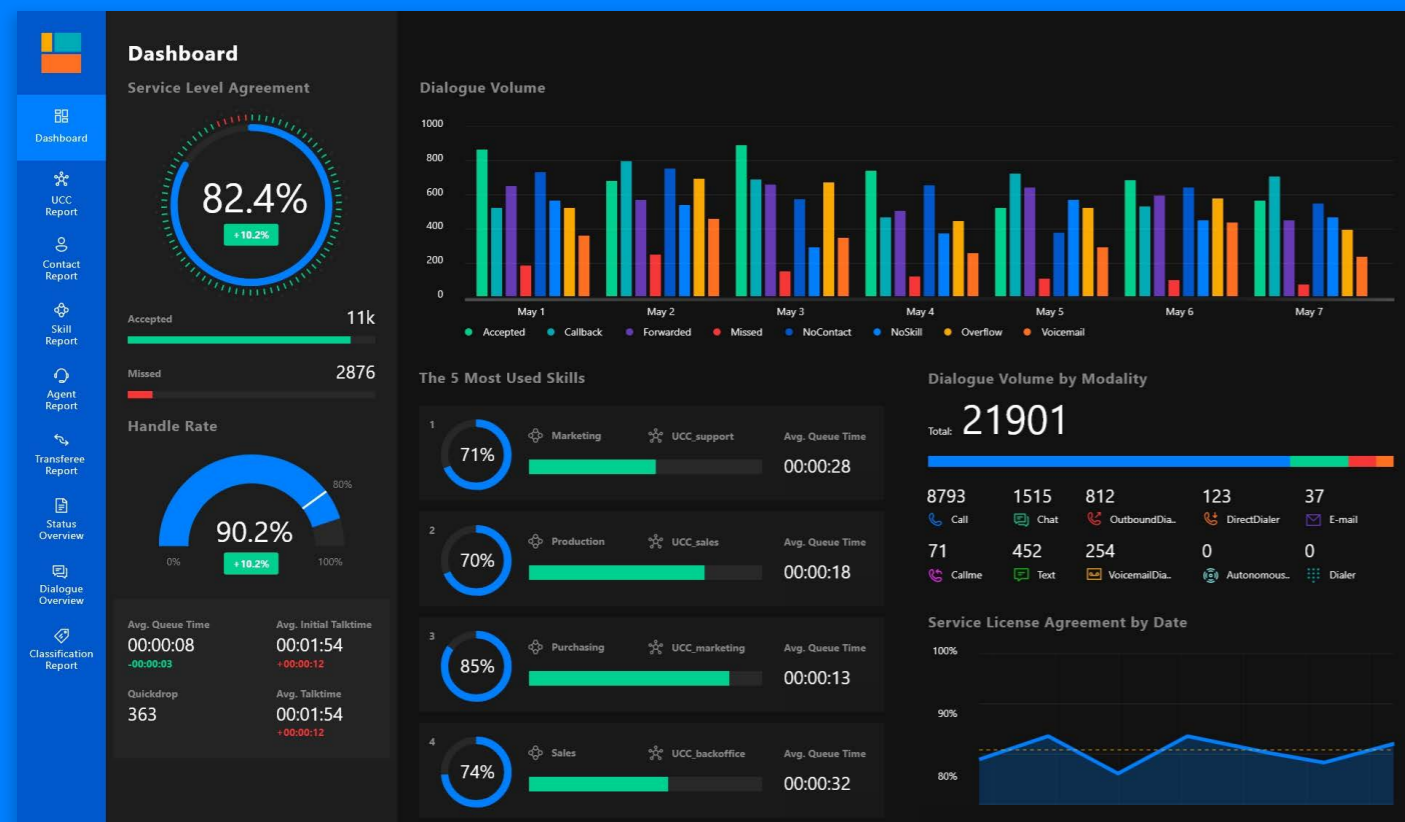 Dashboard
UCC
Report
Contact
Report
Skill
Report
Agent
Report
Transferee
Report
Status
Overview
Dialogue
Overview
Classification
Report
Dashboard
Service Level Agreement
82.4%
+10.2%
Accepted 11k
Missed 2876
Handle Rate
80%
90.2%
0% +10.2% 100%
Avg. Queue Time Avg. Initial Talktime
00:00:08 00:01:54
-00:00:03 +00:00:12
Quickdrop Avg. Talktime
363 00:01:54
+00:00:12
Dialogue Volume
1000
800
600
400
200
0
May 1 May 2 May 3 May 4 May 5 May 6 May 7
Accepted Callback Forwarded Missed NoContact NoSkill Overflow Voicemail
The 5 Most Used Skills
1 71% Marketing UCC_support Avg. Queue Time
00:00:28
2 70% Production UCC_sales Avg. Queue Time
00:00:18
3 85% Purchasing UCC_marketing Avg. Queue Time
00:00:13
4 74% Sales UCC_backoffice Avg. Queue Time
00:00:32
Dialogue Volume by Modality
Total: 21901
8793 1515 812 123 37
Call Chat OutboundDia.. DirectDialer E-mail
71 452 254 0 0
Callme Text VoicemailDia.. Autonomous.. Dialer
Service License Agreement by Date
100%
90%
80%